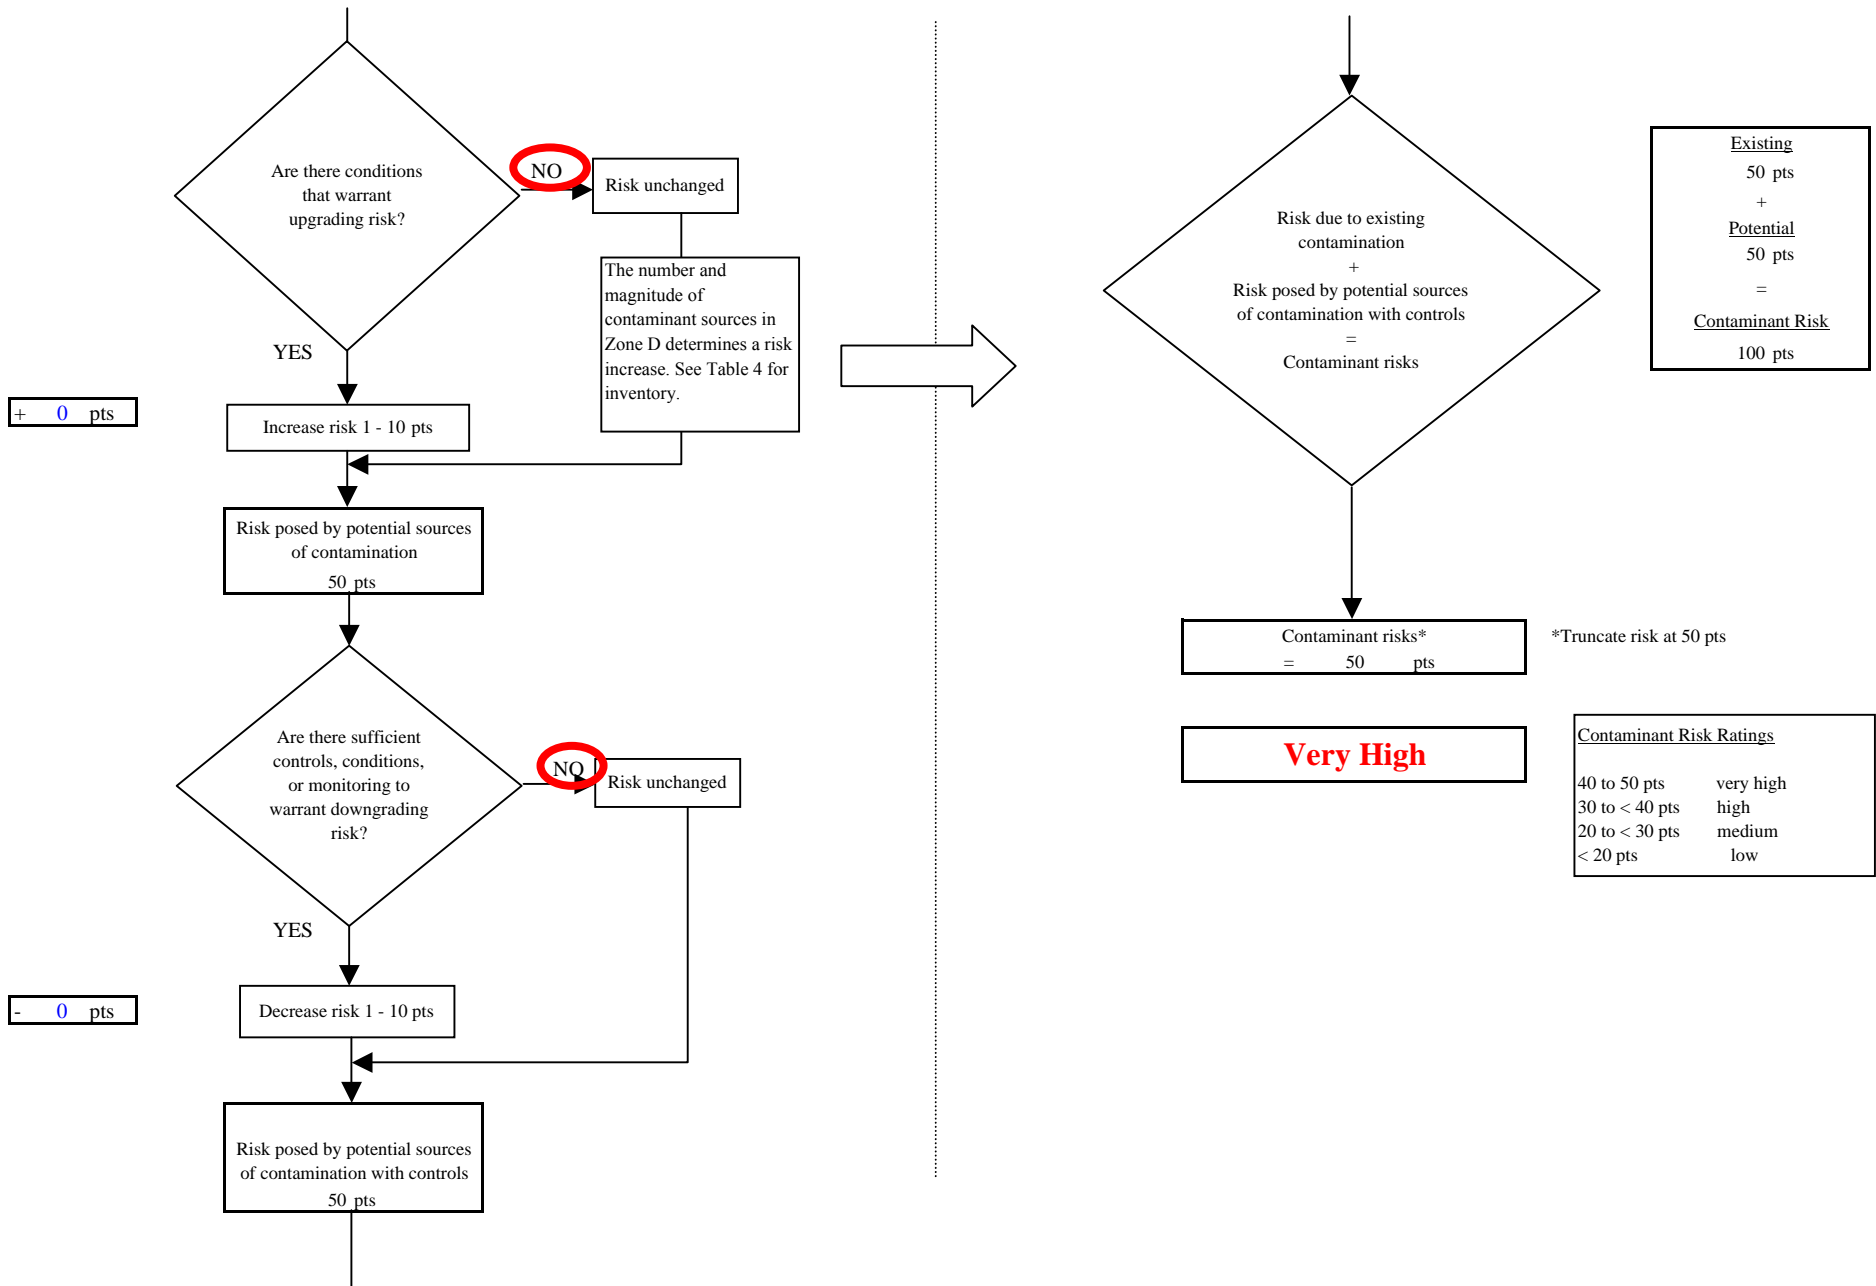 Are there conditions
that warrant
upgrading risk?
NO
Risk unchanged
The number and
magnitude of
contaminant sources in
Zone D determines a risk
increase. See Table 4 for
inventory.
YES
+ 0 pts
Increase risk 1 - 10 pts
Risk posed by potential sources
of contamination
50 pts
Are there sufficient
controls, conditions,
or monitoring to
warrant downgrading
risk?
NO
Risk unchanged
YES
- 0 pts
Decrease risk 1 - 10 pts
Risk posed by potential sources
of contamination with controls
50 pts
Risk due to existing
contamination
+
Risk posed by potential sources
of contamination with controls
=
Contaminant risks
Existing
50 pts
+
Potential
50 pts
=
Contaminant Risk
100 pts
Contaminant risks*
= 50 pts
*Truncate risk at 50 pts
Very High
Contaminant Risk Ratings
40 to 50 pts very high
30 to < 40 pts high
20 to < 30 pts medium
< 20 pts low